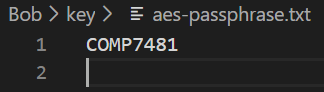 Bob > key > aes-passphrase.txt
1 COMP7481
2